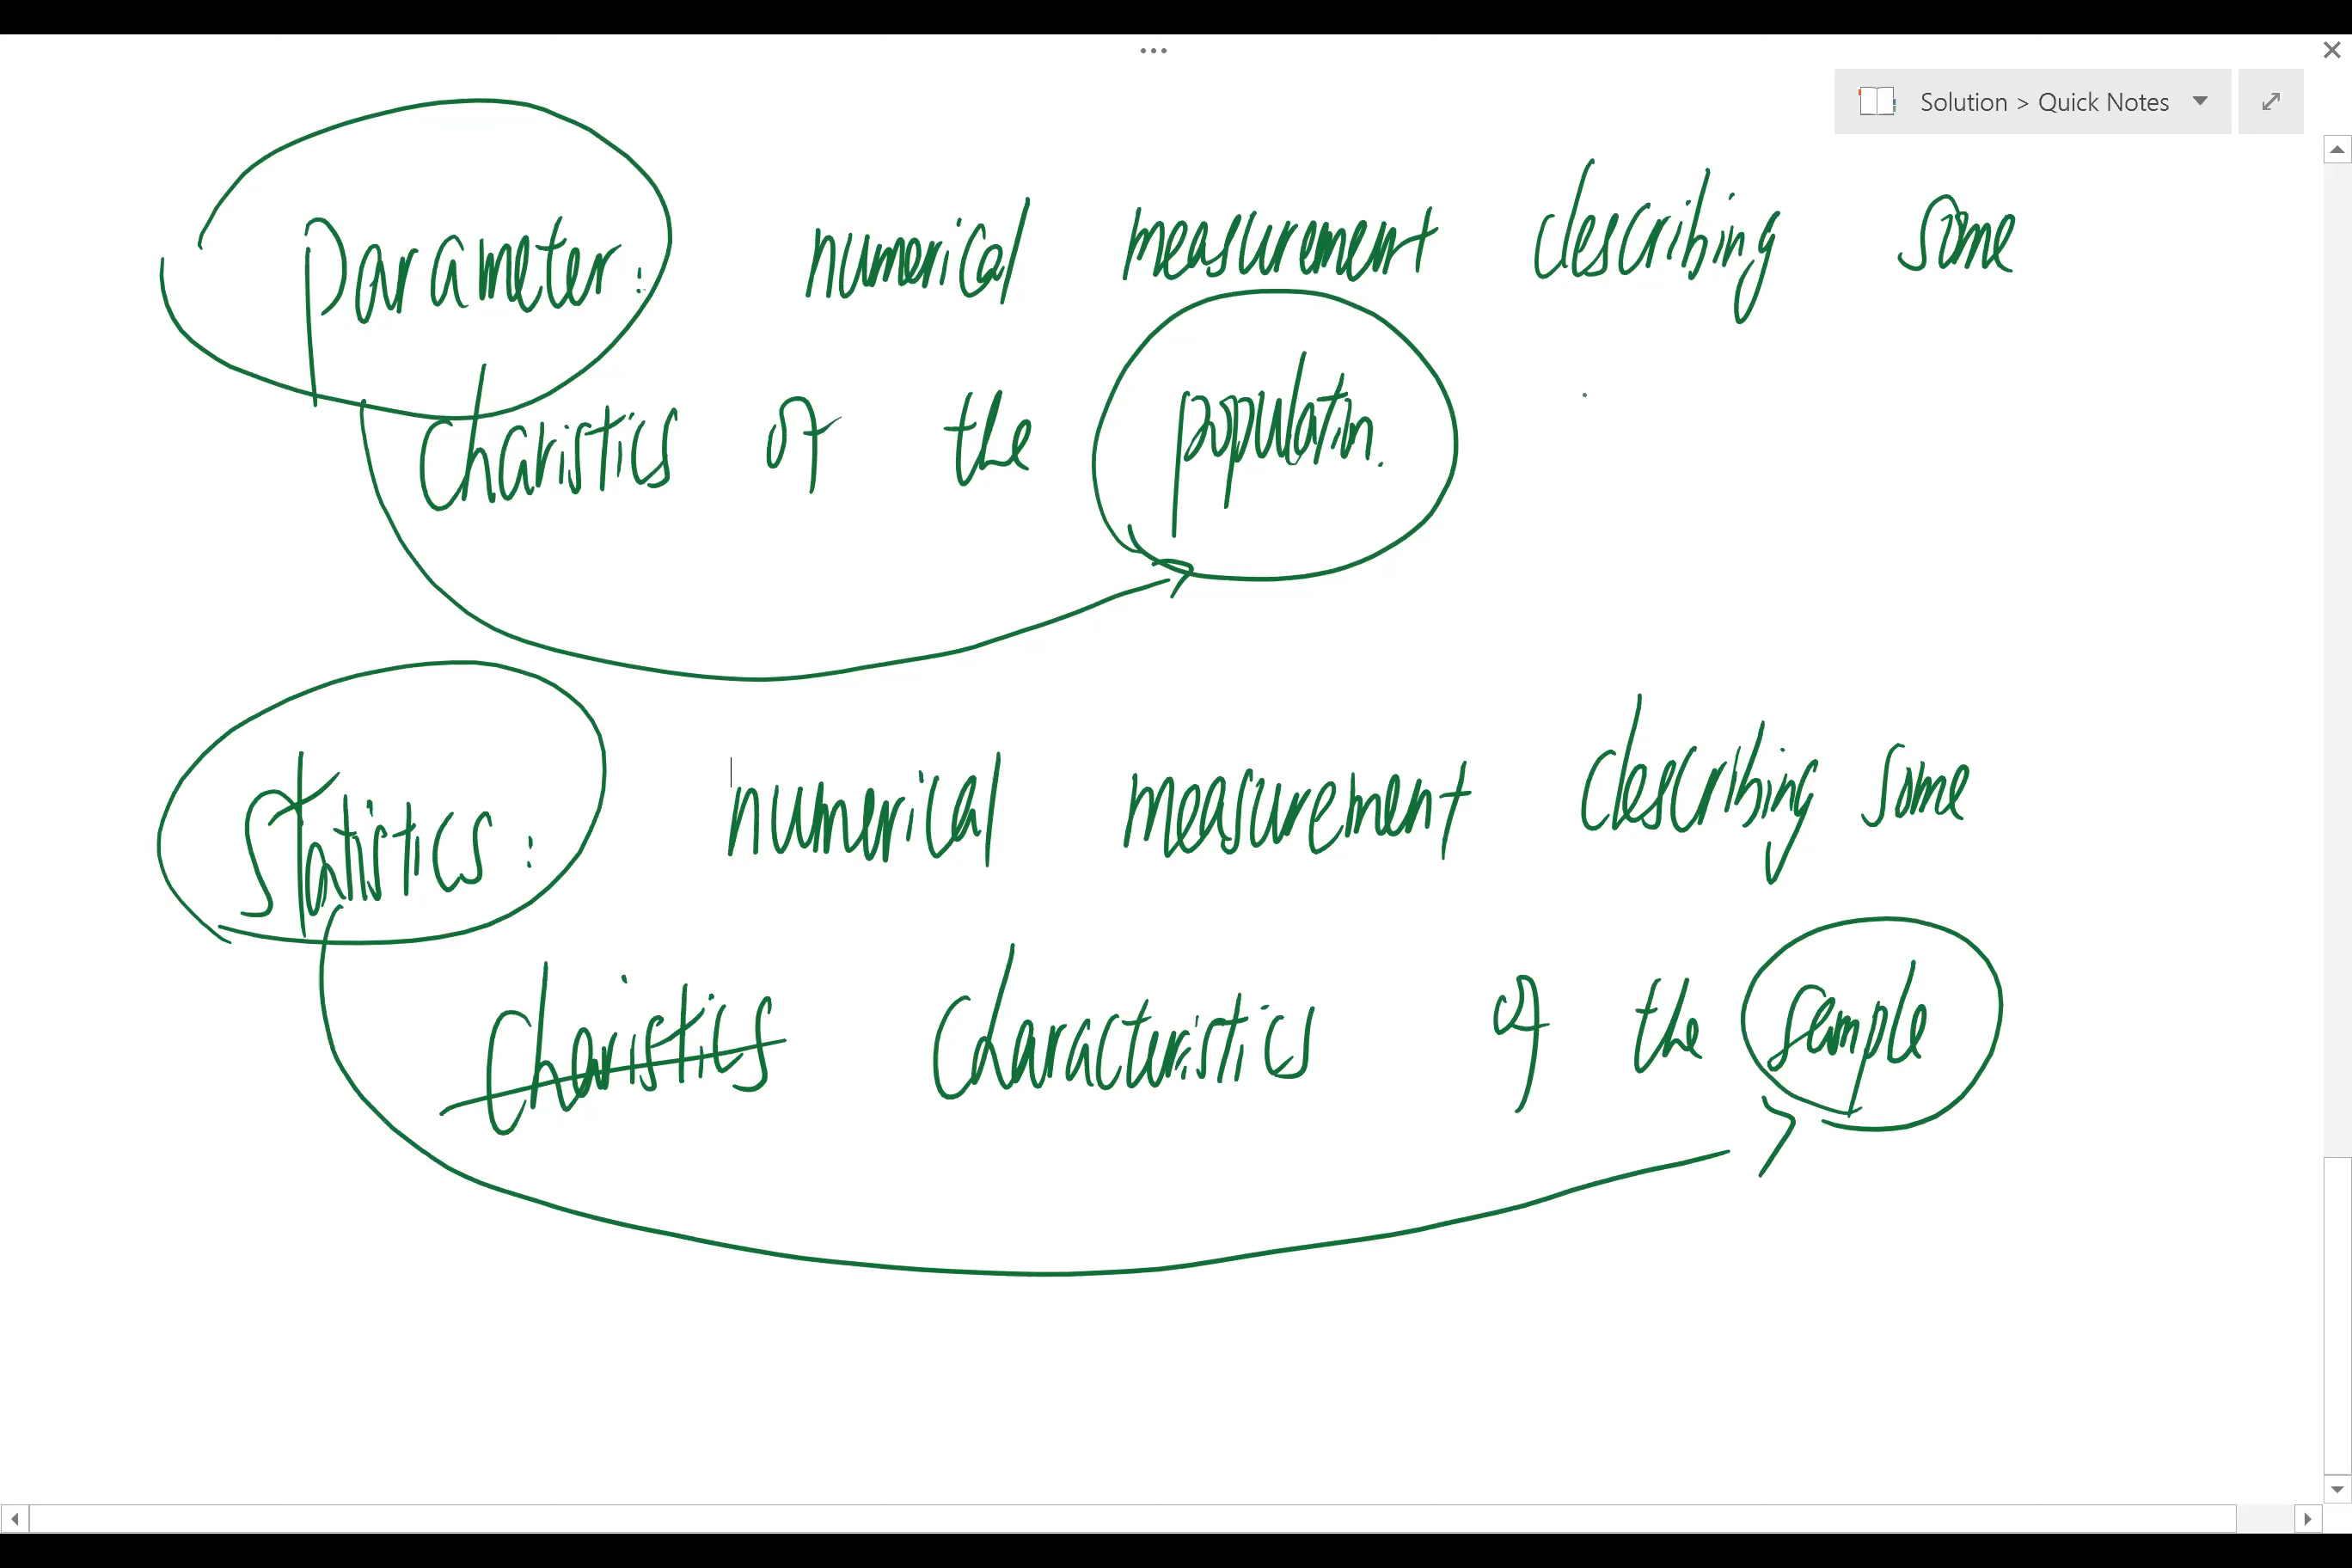 Solution > Quick Notes
parameter: numerical measurement describing some
charistics of the population.
Statistics: numerical measurement describing some
charistics characteristics of the sample